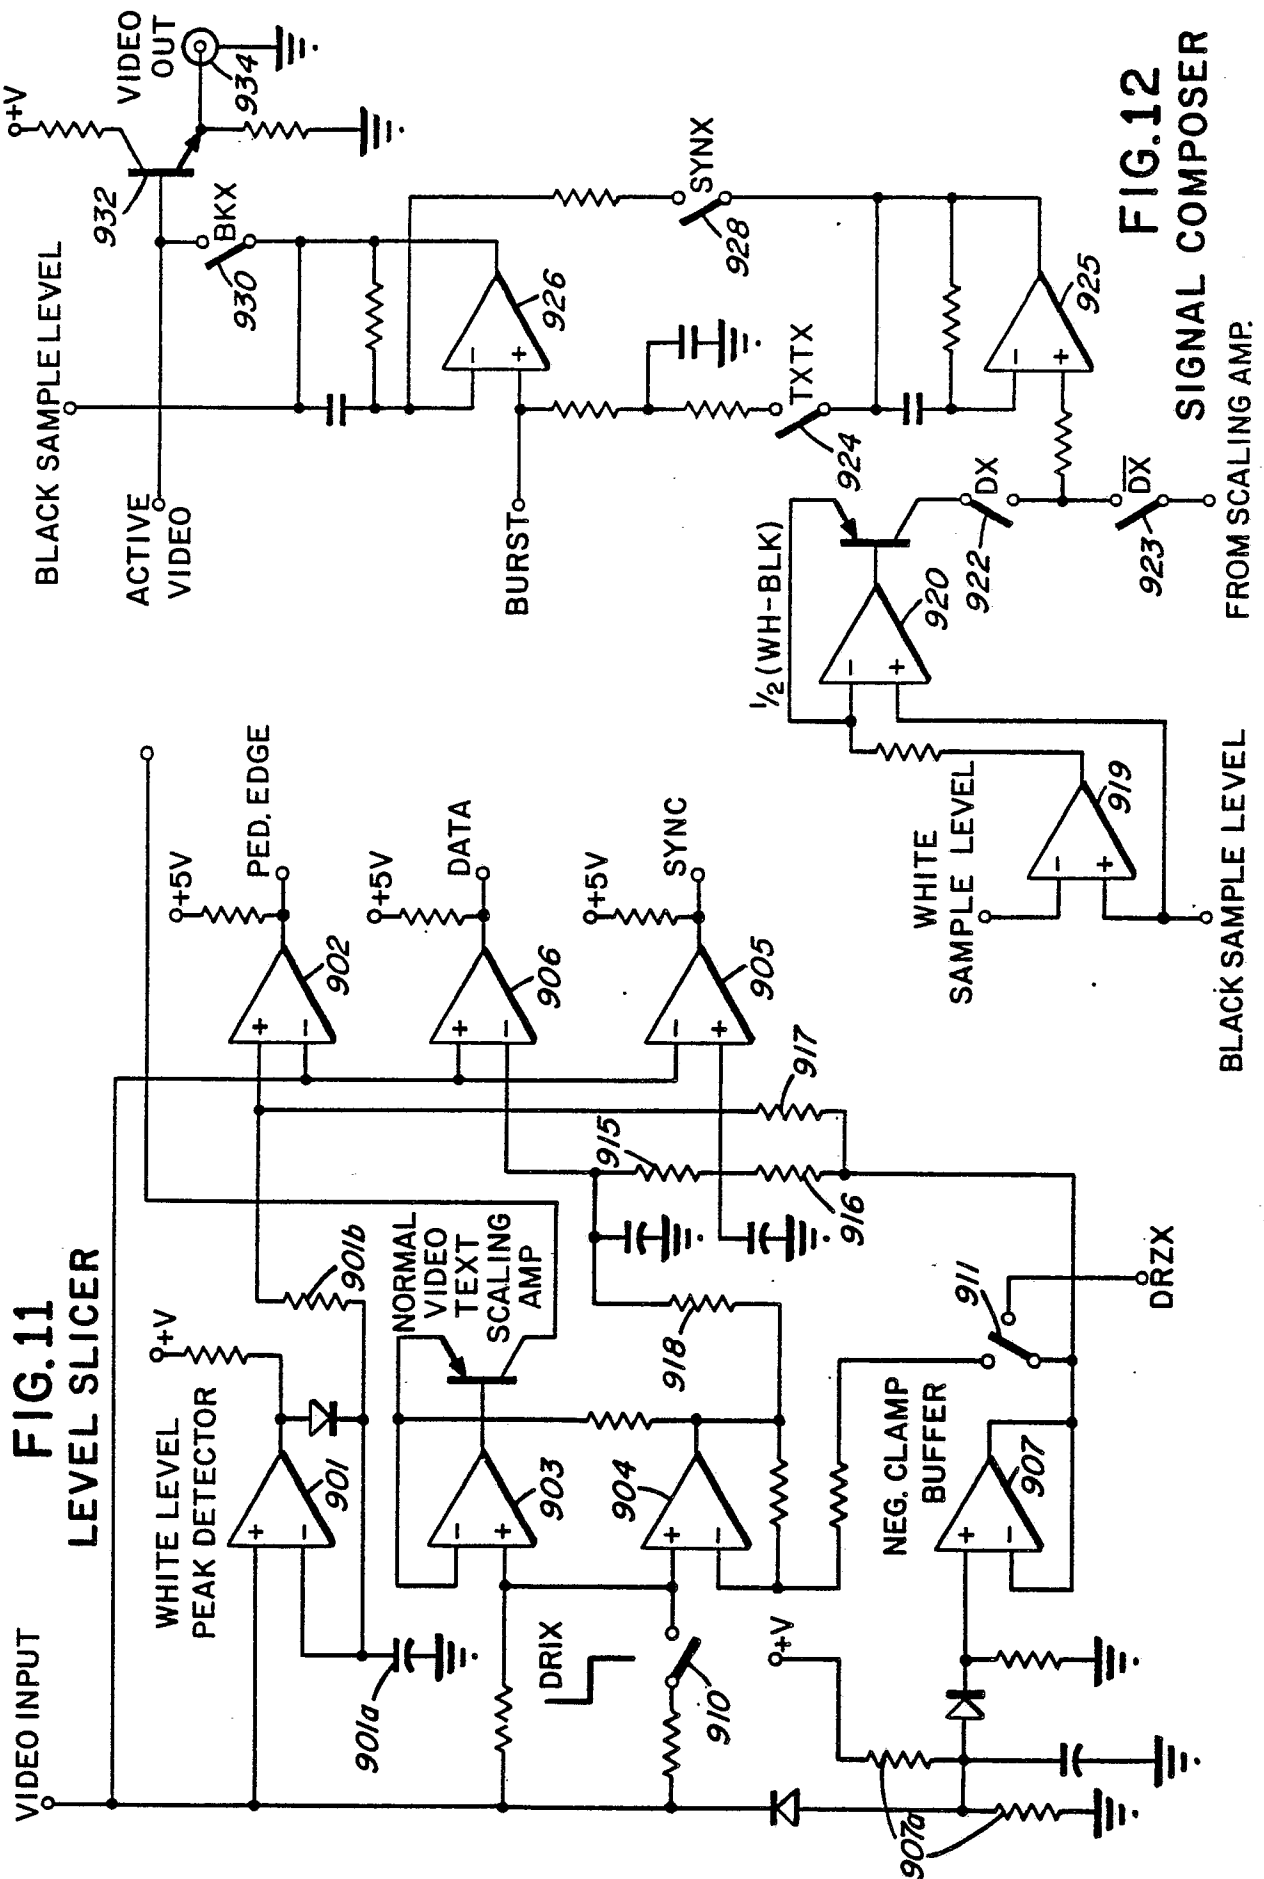 FIG.11
LEVEL SLICER
VIDEO INPUT
WHITE LEVEL
PEAK DETECTOR
+V
901
901a
901b
NORMAL
VIDEO
TEXT
SCALING
AMP
903
904
DRIX
910
+V
907a
NEG. CLAMP
BUFFER
907
911
DRZX
918
915
916
917
902
+5V
PED. EDGE
906
+5V
DATA
905
+5V
SYNC
+
-
+
-
+
-
-
+
+
-
+
-
-
+
FIG.12
SIGNAL COMPOSER
BLACK SAMPLE LEVEL
ACTIVE
VIDEO
BURST
+V
VIDEO
OUT
934
932
BKX
930
926
SYNX
928
TXTX
924
925
1/2 (WH-BLK)
920
DX
922
DX
923
FROM SCALING AMP.
WHITE
SAMPLE LEVEL
919
BLACK SAMPLE LEVEL
-
+
-
+
-
+
-
+